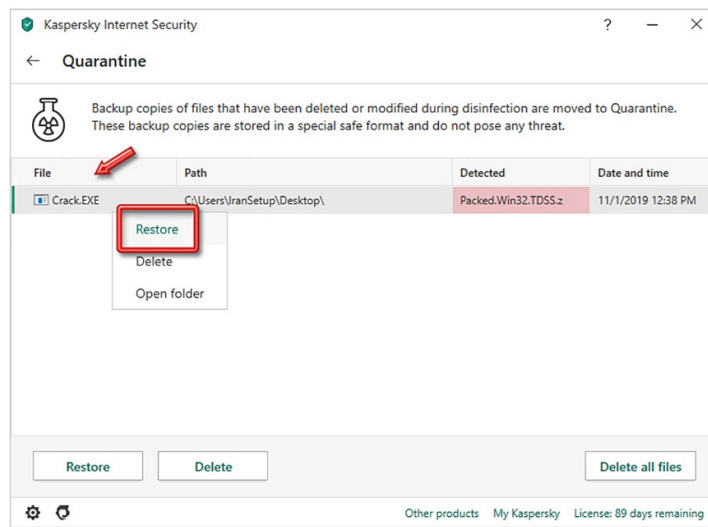 Kaspersky Internet Security
?
Quarantine
Backup copies of files that have been deleted or modified during disinfection are moved to Quarantine.
These backup copies are stored in a special safe format and do not pose any threat.
File Path Detected Date and time
Crack.EXE C:\Users\IranSetup\Desktop\ Packed.Win32.TDSS.z 11/1/2019 12:38 PM
Restore
Delete
Open folder
Restore Delete Delete all files
Other products My Kaspersky License: 89 days remaining